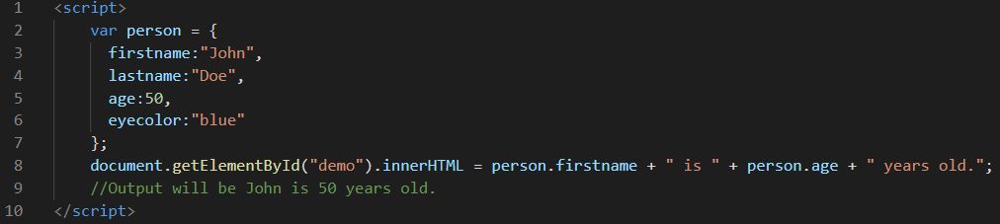 1 <script>
2 var person = {
3 firstname:"John",
4 lastname:"Doe",
5 age:50,
6 eyecolor:"blue"
7 };
8 document.getElementById("demo").innerHTML = person.firstname + " is " + person.age + " years old.";
9 //Output will be John is 50 years old.
10 </script>